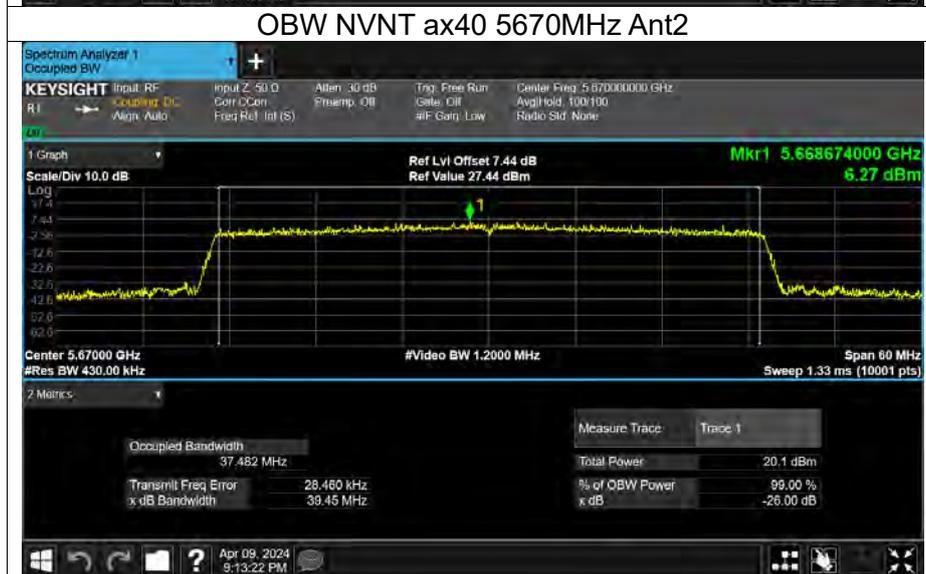 OBW NVNT ax40 5670MHz Ant2
Spectrum Analyzer 1
Occupied BW
KEYSIGHT Input: RF Input Z: 50 Ω Atten: 30 dB Trig: Free Run Center Freq: 5.670000000 GHz
Coupling: DC Corr CCorr Preamp: Off Gate: Off Avg|Hold: 100/100
Align: Auto Freq Ref: Int (S) #IF Gain: Low Radio Std: None
1 Graph Ref Lvl Offset 7.44 dB Mkr1 5.668674000 GHz
Scale/Div 10.0 dB Ref Value 27.44 dBm 6.27 dBm
Log
17.4
7.44
-2.56
-12.6
-22.6
-32.6
-42.6
-52.6
-62.6
1
Center 5.67000 GHz #Video BW 1.2000 MHz Span 60 MHz
#Res BW 430.00 kHz Sweep 1.33 ms (10001 pts)
2 Metrics
Measure Trace Trace 1
Occupied Bandwidth
37.482 MHz Total Power 20.1 dBm
Transmit Freq Error 28.460 kHz % of OBW Power 99.00 %
x dB Bandwidth 39.45 MHz x dB -26.00 dB
Apr 09, 2024
9:13:22 PM